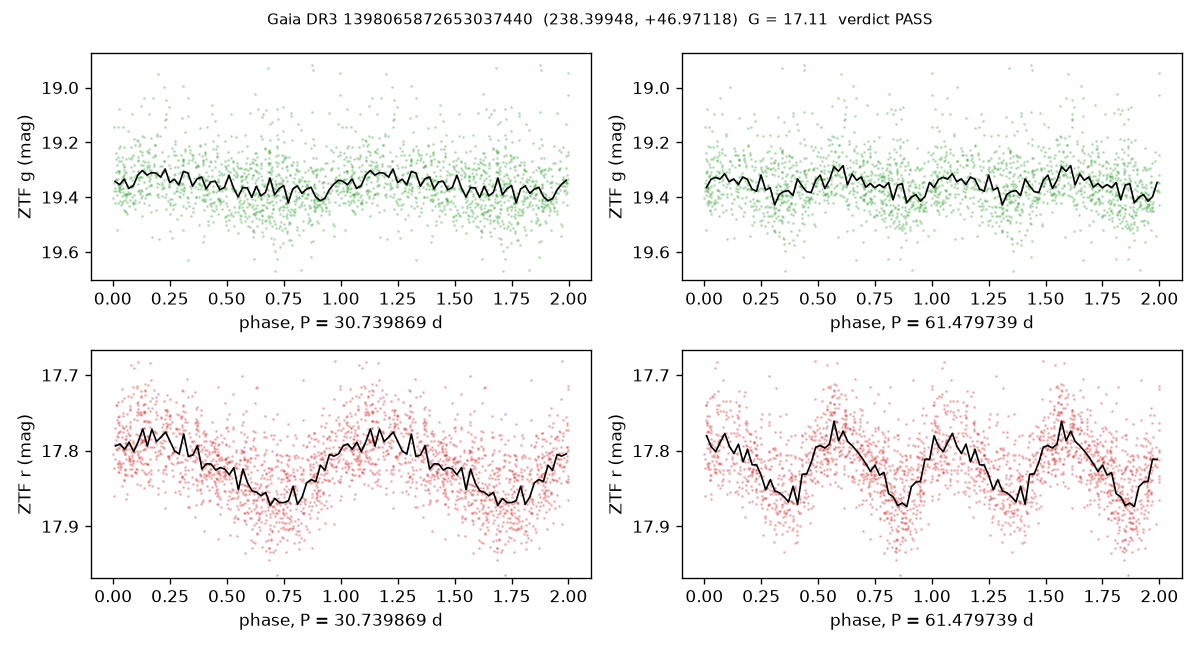 Gaia DR3 1398065872653037440  (238.39948, +46.97118)  G = 17.11  verdict PASS
ZTF g (mag)
19.0
19.2
19.4
19.6
0.00 0.25 0.50 0.75 1.00 1.25 1.50 1.75 2.00
phase, P = 30.739869 d
ZTF g (mag)
19.0
19.2
19.4
19.6
0.00 0.25 0.50 0.75 1.00 1.25 1.50 1.75 2.00
phase, P = 61.479739 d
ZTF r (mag)
17.7
17.8
17.9
0.00 0.25 0.50 0.75 1.00 1.25 1.50 1.75 2.00
phase, P = 30.739869 d
ZTF r (mag)
17.7
17.8
17.9
0.00 0.25 0.50 0.75 1.00 1.25 1.50 1.75 2.00
phase, P = 61.479739 d